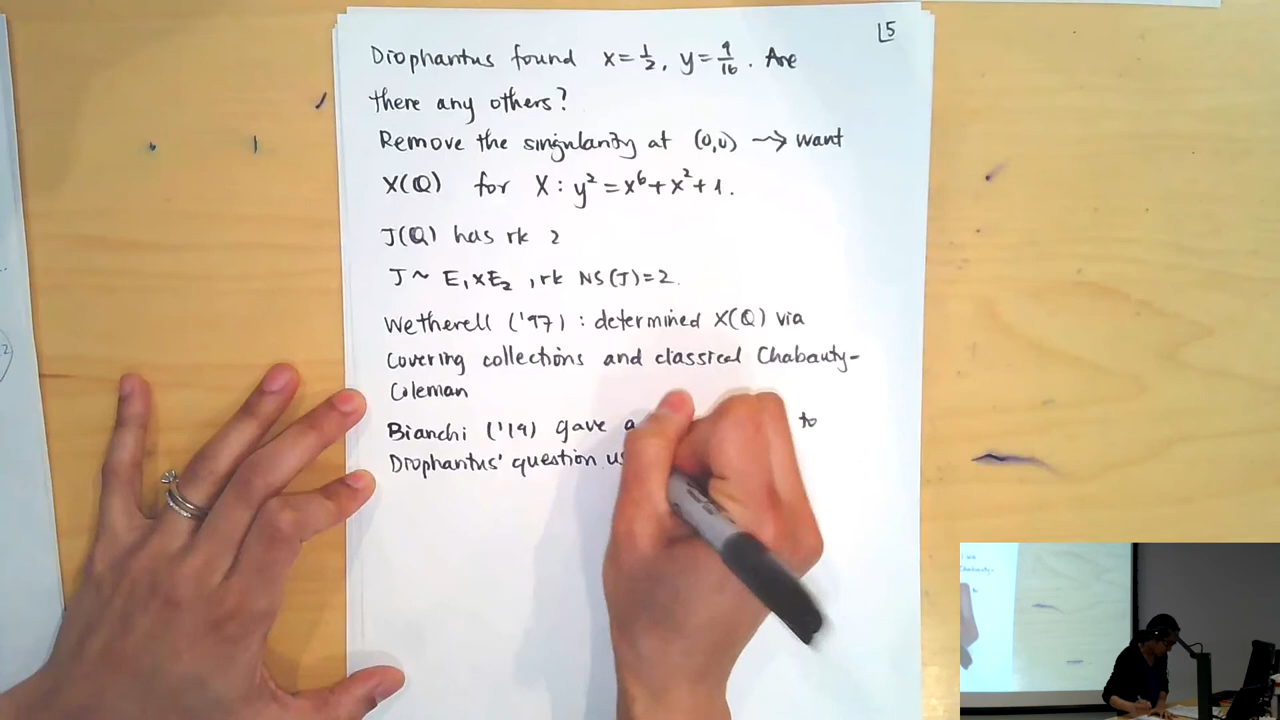 5
Diophantus found x = 1/2, y = 9/16. Are
there any others?
Remove the singularity at (0,0) ⇝ want
X(ℚ) for X: y² = x⁶ + x² + 1.
J(ℚ) has rk 2
J ~ E₁ × E₂, rk NS(J) = 2.
Wetherell ('97): determined X(ℚ) via
covering collections and classical Chabauty-
Coleman
Bianchi ('19) gave to
Diophantus' question